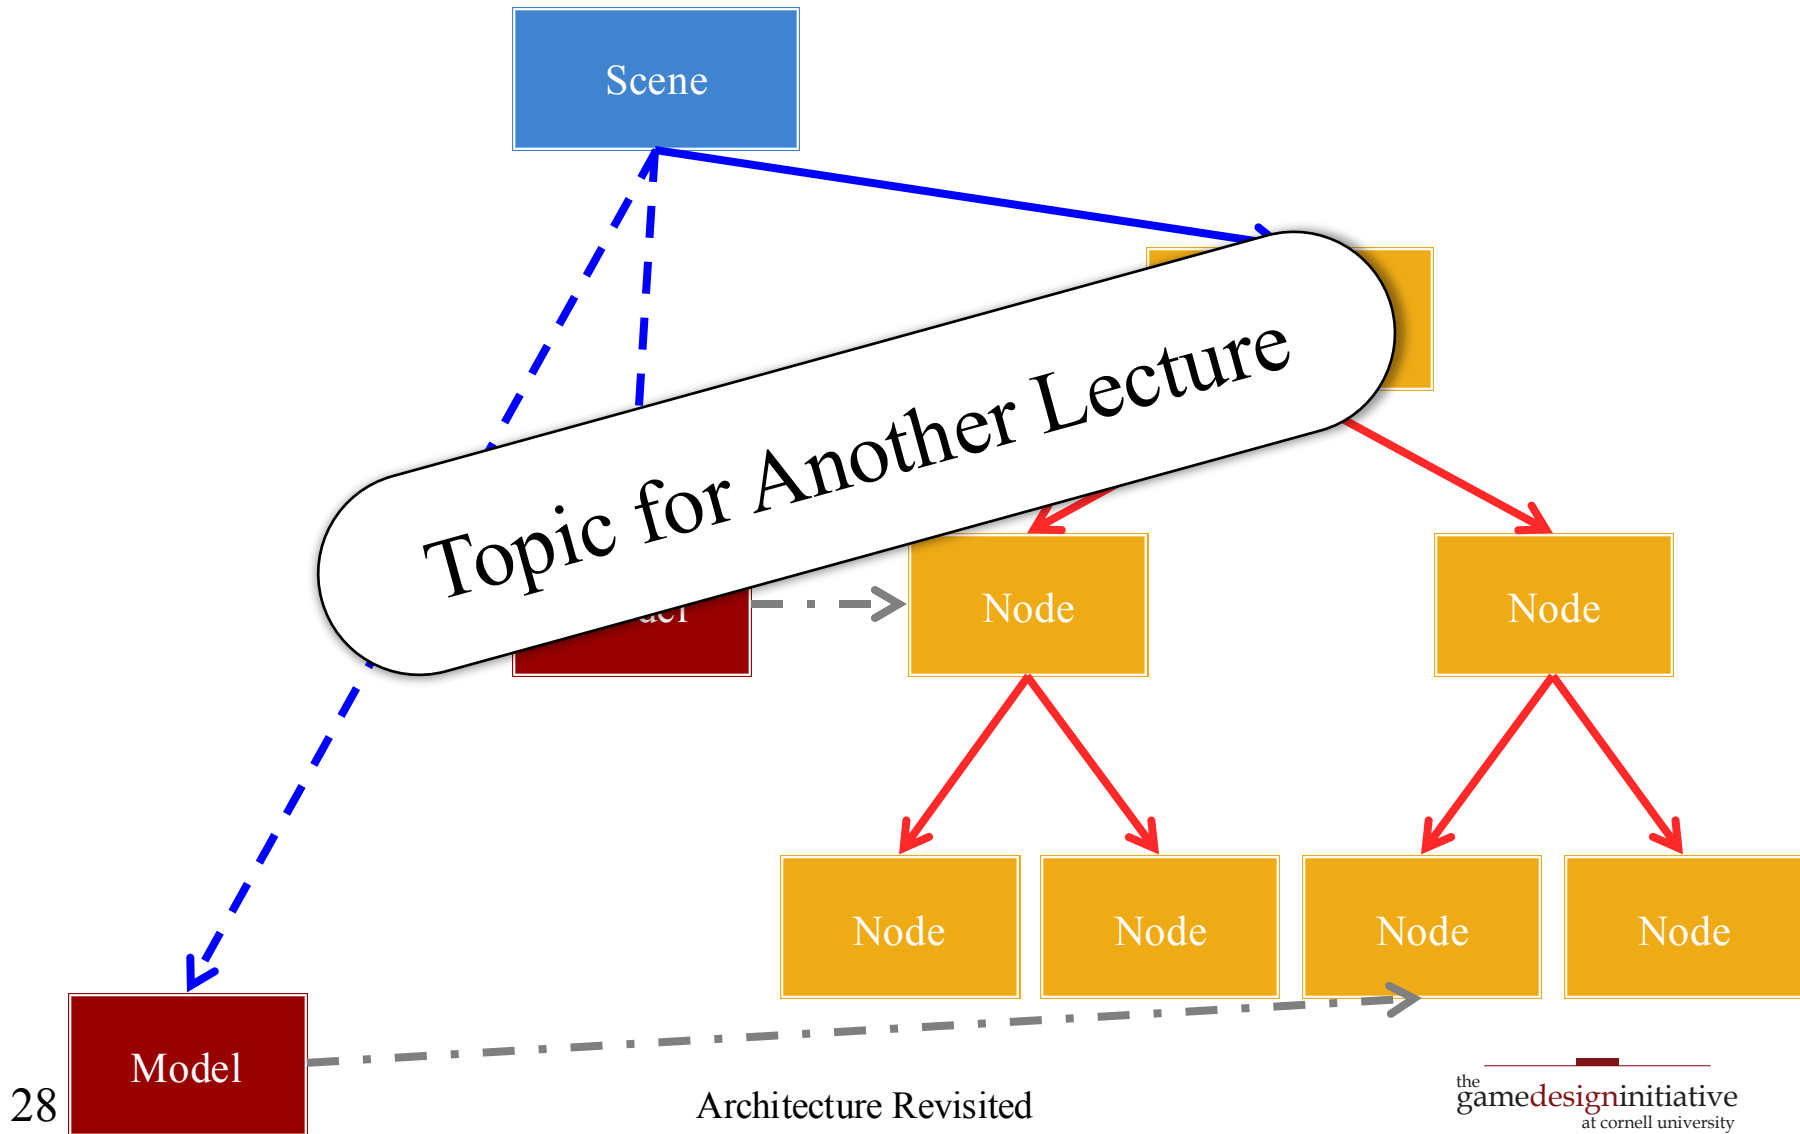 Scene
Topic for Another Lecture
Node
Node
Node
Node
Node
Node
Model
28
Architecture Revisited
the
gamedesigninitiative
at cornell university